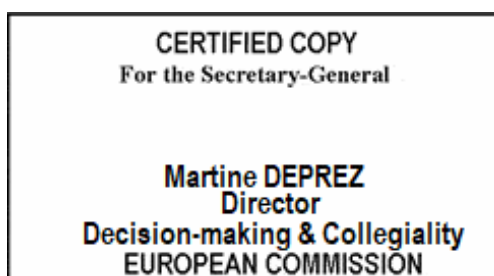 CERTIFIED COPY
For the Secretary-General
Martine DEPREZ
Director
Decision-making & Collegiality
EUROPEAN COMMISSION